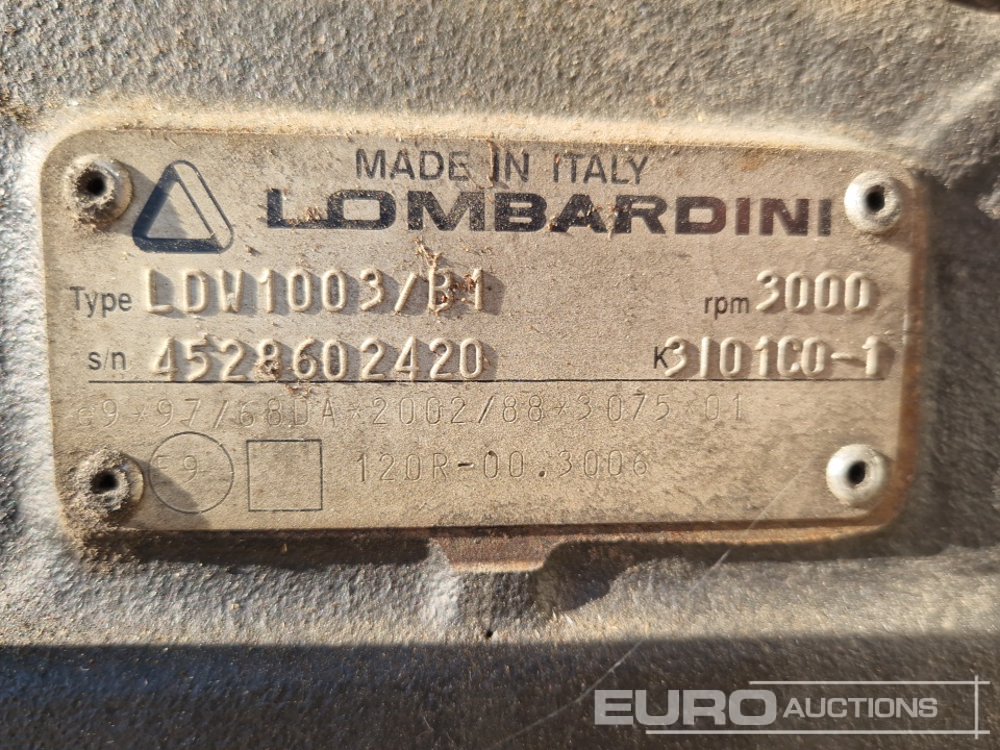 MADE IN ITALY
LOMBARDINI
Type LDW1003/B1 rpm 3000
s/n 4528602420 K 3I01C0-1
e9*97/68DA*2002/88*3075*01
E9 120R-00.3006
EURO AUCTIONS